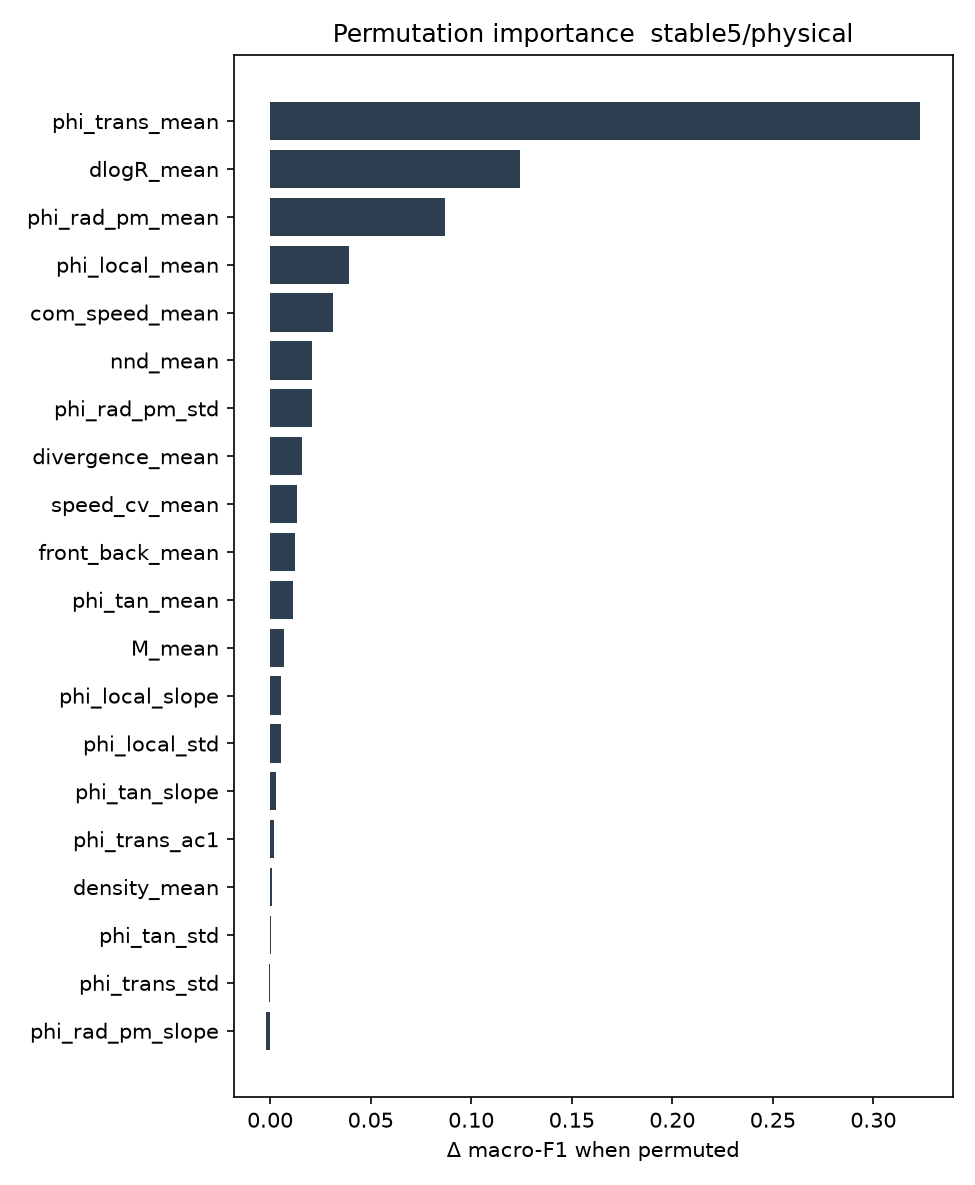 Permutation importance  stable5/physical
phi_trans_mean
dlogR_mean
phi_rad_pm_mean
phi_local_mean
com_speed_mean
nnd_mean
phi_rad_pm_std
divergence_mean
speed_cv_mean
front_back_mean
phi_tan_mean
M_mean
phi_local_slope
phi_local_std
phi_tan_slope
phi_trans_ac1
density_mean
phi_tan_std
phi_trans_std
phi_rad_pm_slope
0.00 0.05 0.10 0.15 0.20 0.25 0.30
Δ macro-F1 when permuted